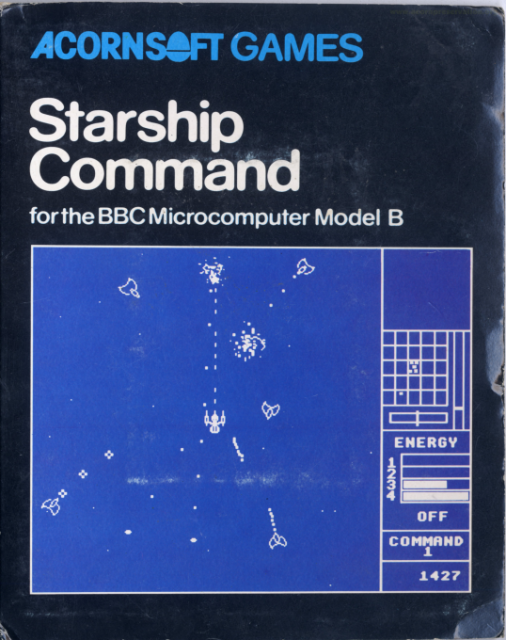 ACORNSOFT GAMES
Starship
Command
for the BBC Microcomputer Model B
ENERGY
1
2
3
4
OFF
COMMAND
1
1427